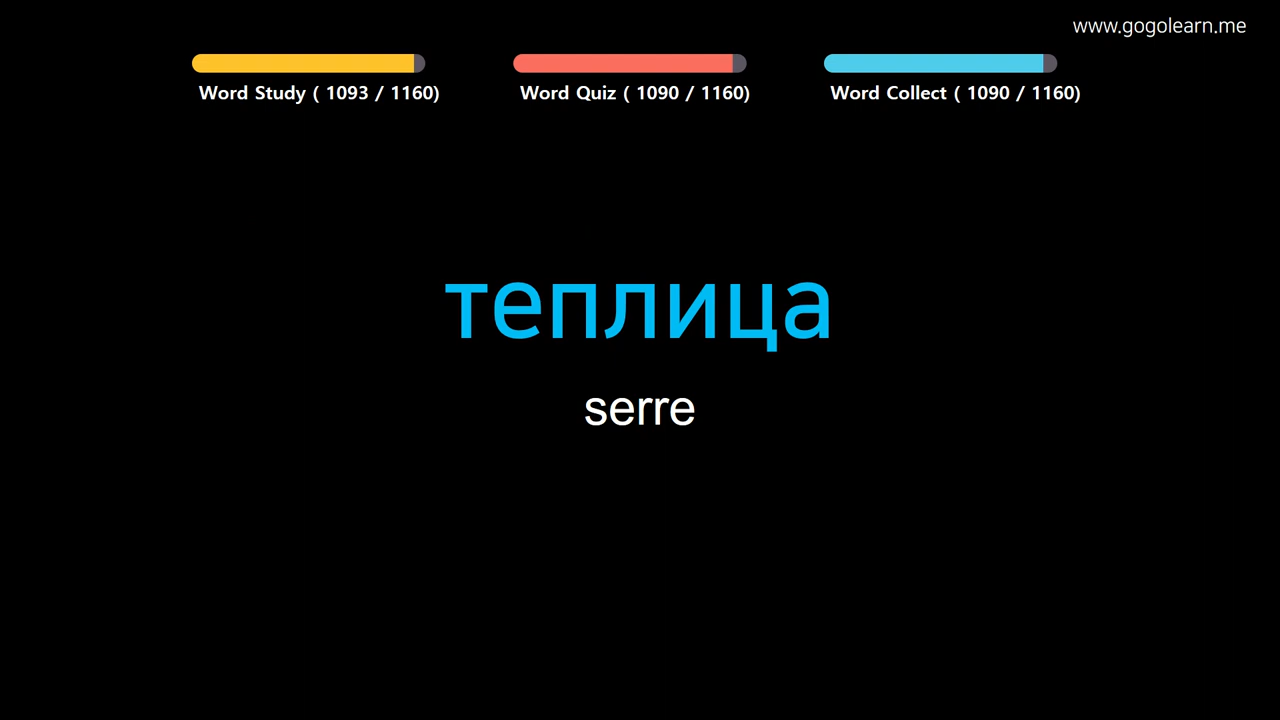 www.gogolearn.me
Word Study ( 1093 / 1160)
Word Quiz ( 1090 / 1160)
Word Collect ( 1090 / 1160)
теплица
serre